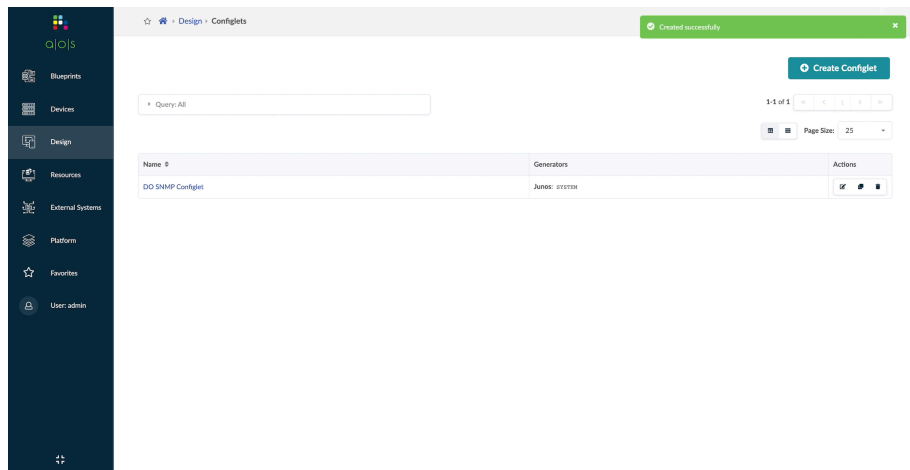 a|o|s
Blueprints
Devices
Design
Resources
External Systems
Platform
Favorites
User: admin
Design › Configlets
Created successfully
Create Configlet
Query: All
1-1 of 1
1
Page Size: 25
Name Generators Actions
DO SNMP Configlet Junos: SYSTEM